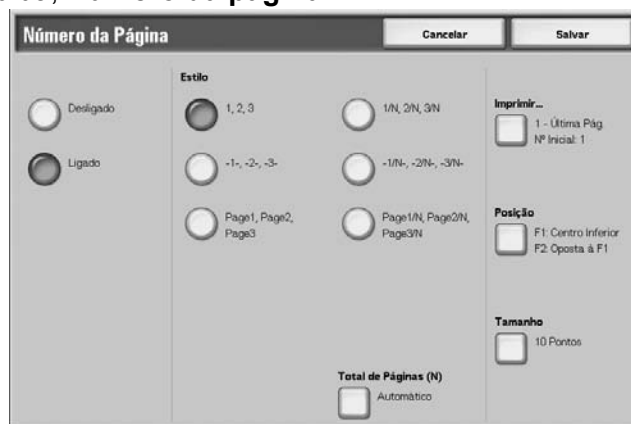 Número da Página
Cancelar
Salvar
Desligado
Ligado
Estilo
1, 2, 3
1/N, 2/N, 3/N
-1-, -2-, -3-
-1/N-, -2/N-, -3/N-
Page1, Page2,
Page3
Page1/N, Page2/N,
Page3/N
Total de Páginas (N)
Automático
Imprimir...
1 - Última Pág.
Nº Inicial: 1
Posição
F1: Centro Inferior
F2: Oposta à F1
Tamanho
10 Pontos